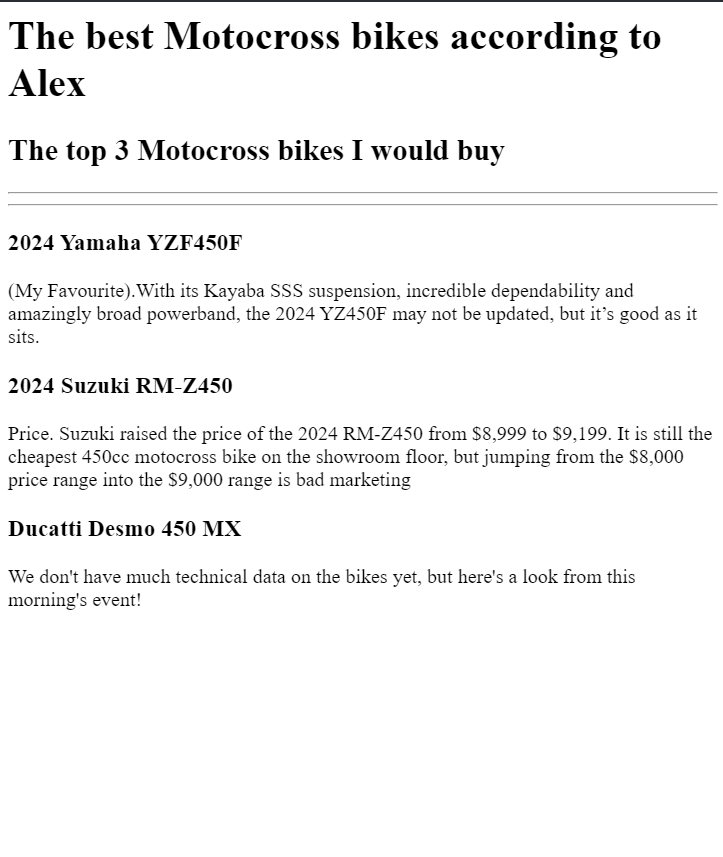 The best Motocross bikes according to
Alex
The top 3 Motocross bikes I would buy
2024 Yamaha YZF450F
(My Favourite).With its Kayaba SSS suspension, incredible dependability and
amazingly broad powerband, the 2024 YZ450F may not be updated, but it’s good as it
sits.
2024 Suzuki RM-Z450
Price. Suzuki raised the price of the 2024 RM-Z450 from $8,999 to $9,199. It is still the
cheapest 450cc motocross bike on the showroom floor, but jumping from the $8,000
price range into the $9,000 range is bad marketing
Ducatti Desmo 450 MX
We don't have much technical data on the bikes yet, but here's a look from this
morning's event!